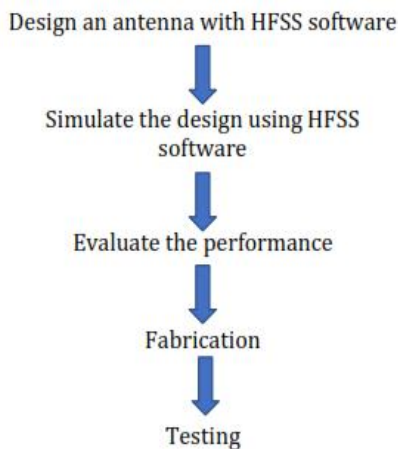 Design an antenna with HFSS software
Simulate the design using HFSS
software
Evaluate the performance
Fabrication
Testing